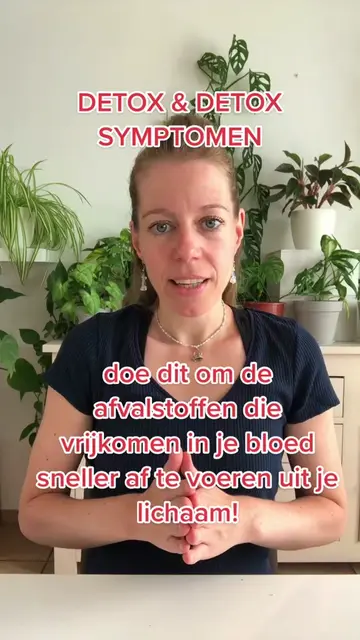 DETOX & DETOX
SYMPTOMEN
doe dit om de
afvalstoffen die
vrijkomen in je bloed
sneller af te voeren uit je
lichaam!